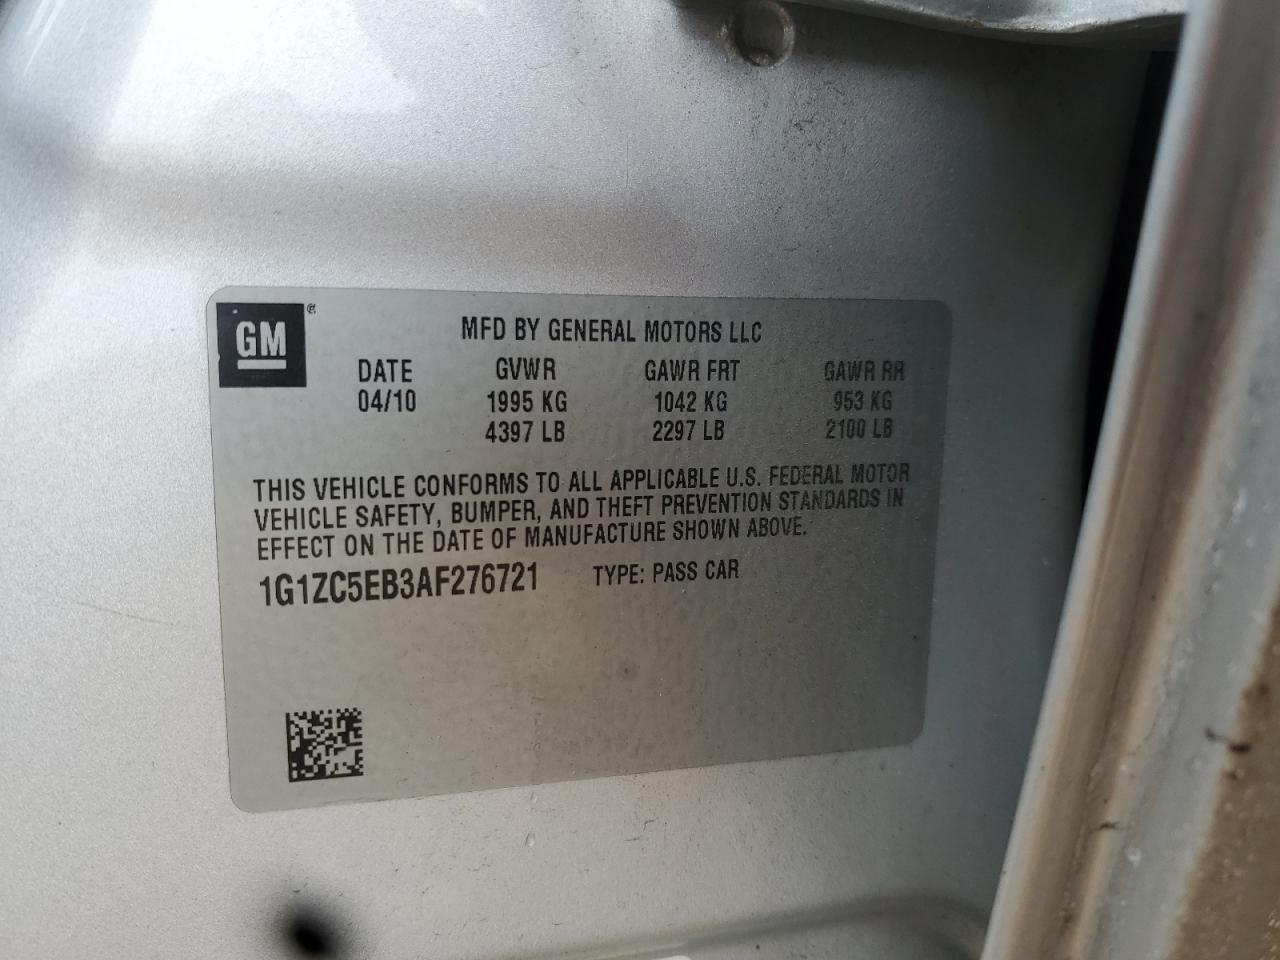 GM
MFD BY GENERAL MOTORS LLC
DATE GVWR GAWR FRT GAWR RR
04/10 1995 KG 1042 KG 953 KG
4397 LB 2297 LB 2100 LB
THIS VEHICLE CONFORMS TO ALL APPLICABLE U.S. FEDERAL MOTOR
VEHICLE SAFETY, BUMPER, AND THEFT PREVENTION STANDARDS IN
EFFECT ON THE DATE OF MANUFACTURE SHOWN ABOVE.
1G1ZC5EB3AF276721 TYPE: PASS CAR